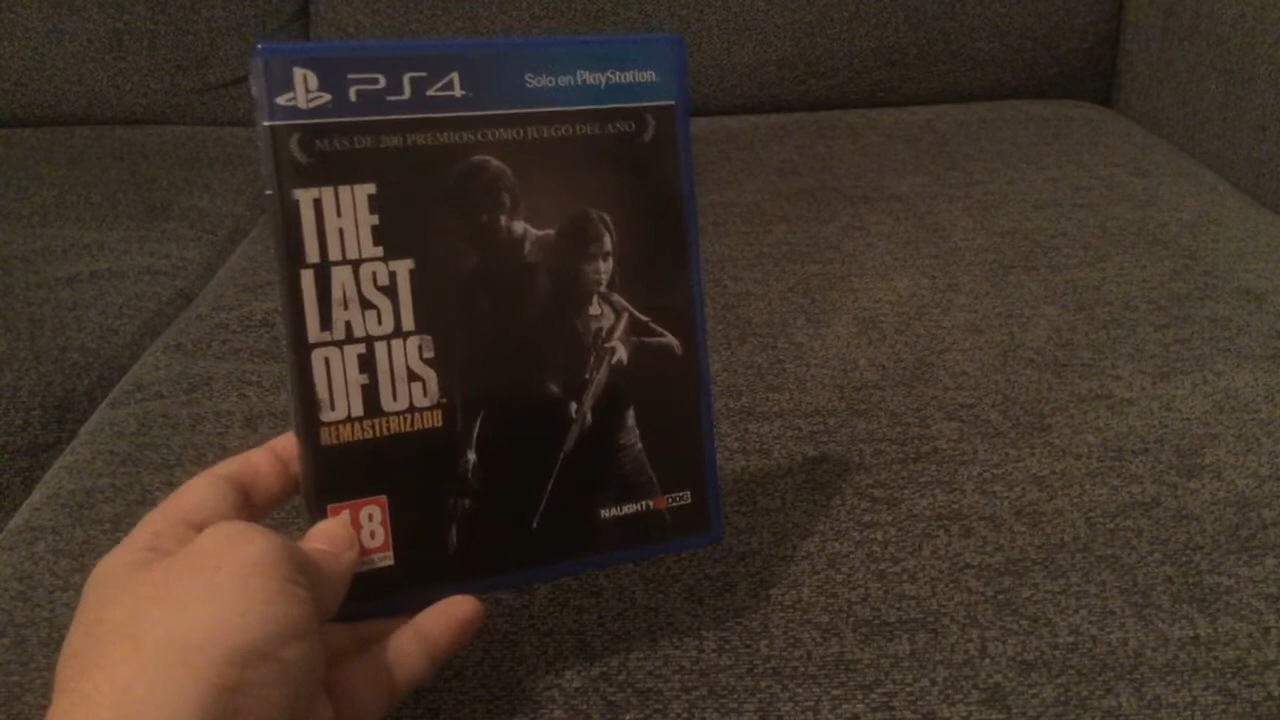 PS4
Solo en PlayStation
MÁS DE 200 PREMIOS COMO JUEGO DEL AÑO
THE
LAST
OF US
REMASTERIZADO
18
NAUGHTY DOG